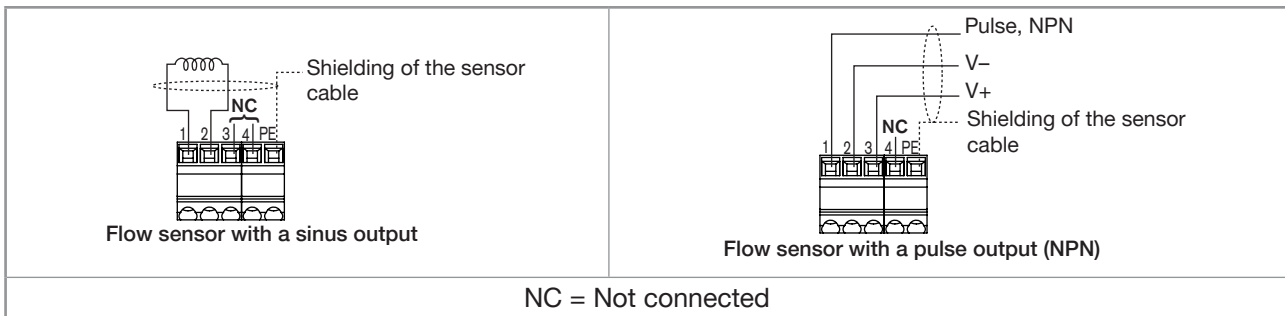 Shielding of the sensor
cable
NC
1 2 3 4 PE
Flow sensor with a sinus output
Pulse, NPN
V–
V+
Shielding of the sensor
cable
NC
1 2 3 4 PE
Flow sensor with a pulse output (NPN)
NC = Not connected